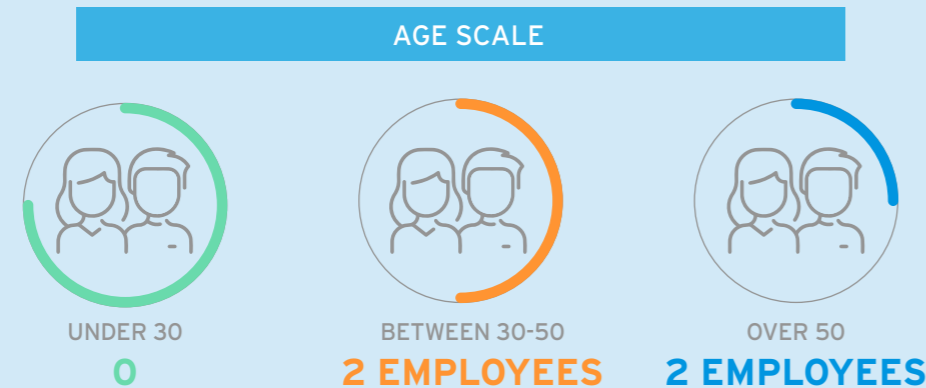 AGE SCALE
UNDER 30
0
BETWEEN 30-50
2 EMPLOYEES
OVER 50
2 EMPLOYEES